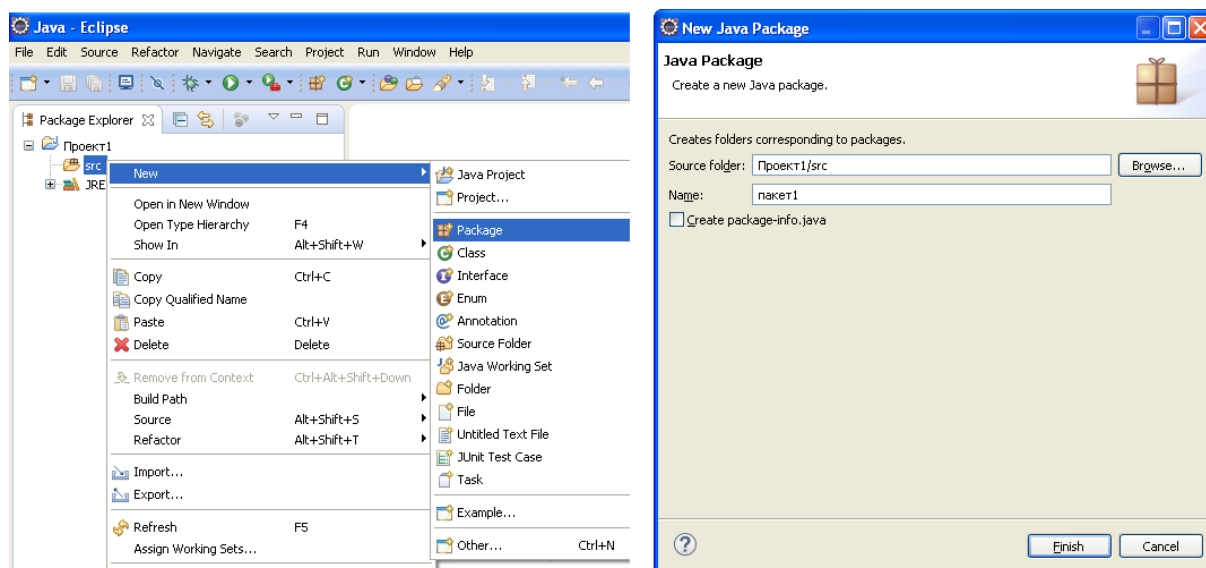 Java - Eclipse
File Edit Source Refactor Navigate Search Project Run Window Help
Package Explorer
Проект1
src
JRE
New
Open in New Window
Open Type Hierarchy F4
Show In Alt+Shift+W
Copy Ctrl+C
Copy Qualified Name
Paste Ctrl+V
Delete Delete
Remove from Context Ctrl+Alt+Shift+Down
Build Path
Source Alt+Shift+S
Refactor Alt+Shift+T
Import...
Export...
Refresh F5
Assign Working Sets...
Java Project
Project...
Package
Class
Interface
Enum
Annotation
Source Folder
Java Working Set
Folder
File
Untitled Text File
JUnit Test Case
Task
Example...
Other... Ctrl+N
New Java Package
Java Package
Create a new Java package.
Creates folders corresponding to packages.
Source folder: Проект1/src Browse...
Name: пакет1
Create package-info.java
Finish Cancel